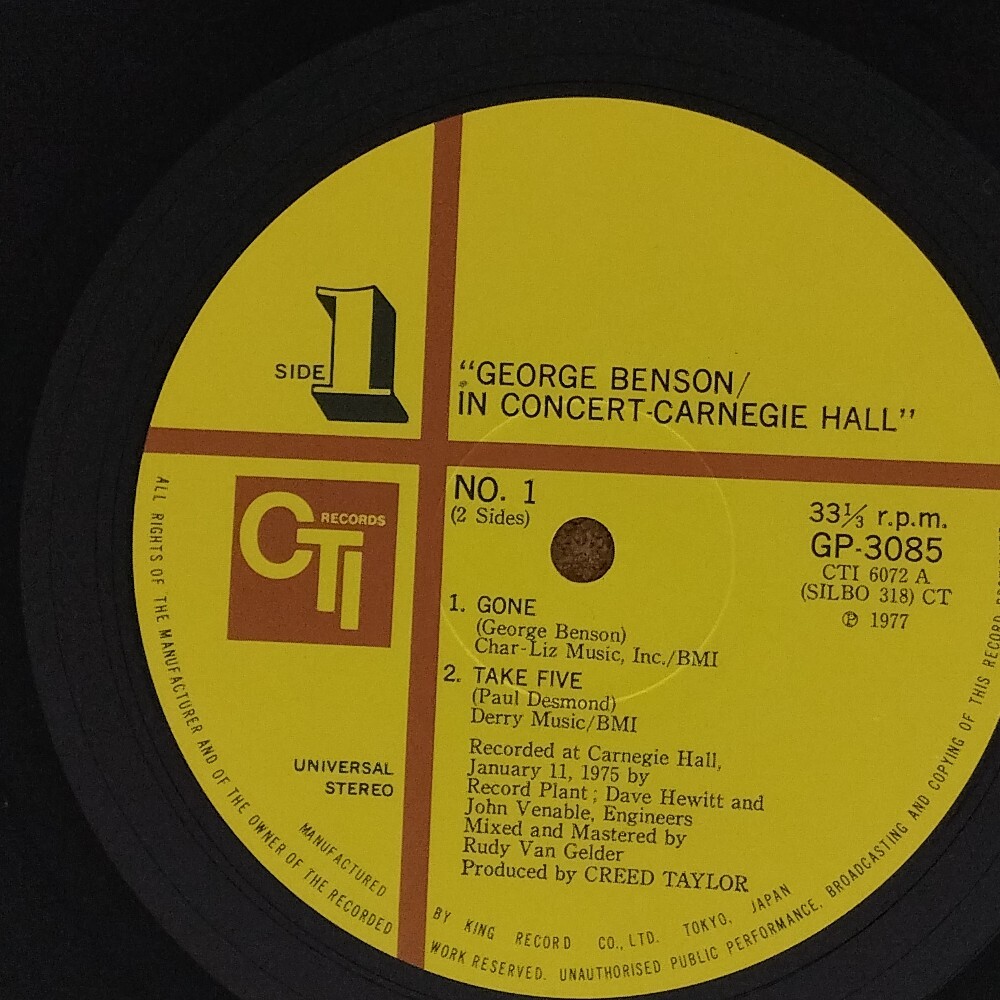 SIDE 1
"GEORGE BENSON/
IN CONCERT-CARNEGIE HALL"
CTI RECORDS
NO. 1
(2 Sides)
33⅓ r.p.m.
GP-3085
CTI 6072 A
(SILBO 318) CT
℗ 1977
1. GONE
(George Benson)
Char-Liz Music, Inc./BMI
2. TAKE FIVE
(Paul Desmond)
Derry Music/BMI
UNIVERSAL
STEREO
Recorded at Carnegie Hall,
January 11, 1975 by
Record Plant; Dave Hewitt and
John Venable, Engineers
Mixed and Mastered by
Rudy Van Gelder
Produced by CREED TAYLOR
MANUFACTURED BY KING RECORD CO., LTD. TOKYO, JAPAN
ALL RIGHTS OF THE MANUFACTURER AND OF THE OWNER OF THE RECORDED WORK RESERVED. UNAUTHORISED PUBLIC PERFORMANCE, BROADCASTING AND COPYING OF THIS RECORD